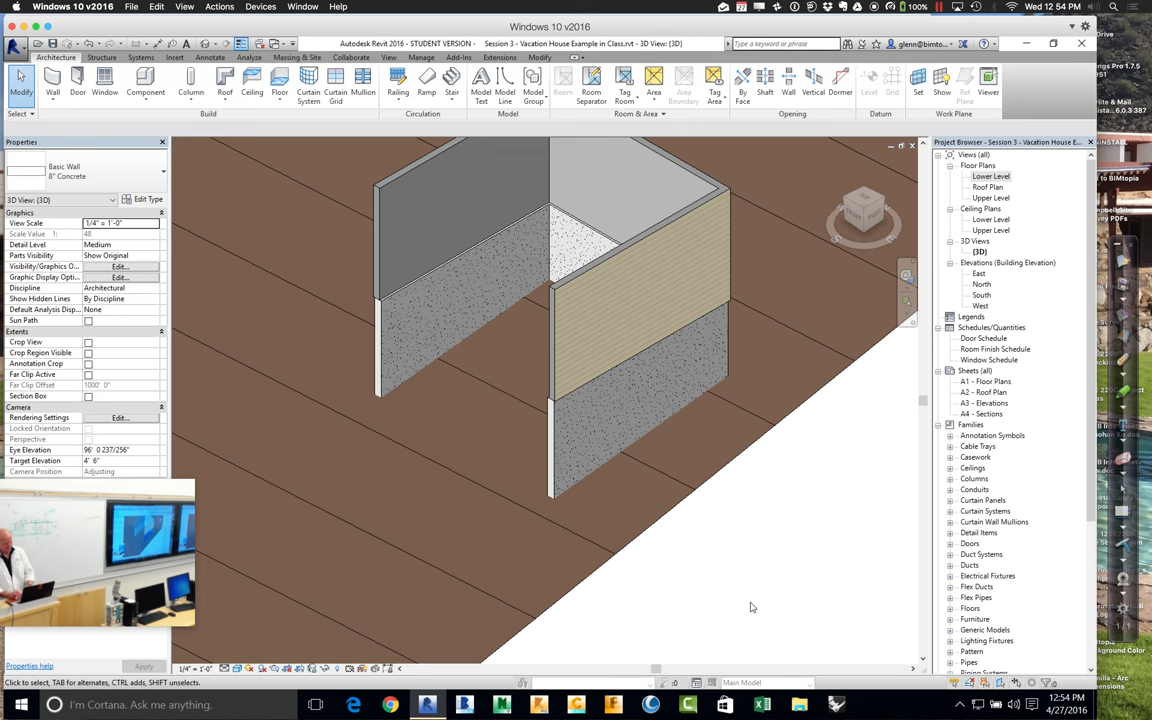 Windows 10 v2016 File Edit View Actions Devices Window Help
100% Wed 12:54 PM
Windows 10 v2016
Autodesk Revit 2016 - STUDENT VERSION - Session 3 - Vacation House Example in Class.rvt - 3D View: {3D}
Type a keyword or phrase
glenn@bimto...
Architecture Structure Systems Insert Annotate Analyze Massing & Site Collaborate View Manage Add-Ins Extensions Modify
Modify Wall Door Window Component Column Roof Ceiling Floor Curtain System Curtain Grid Mullion Railing Ramp Stair Model Text Model Line Model Group Room Room Separator Tag Room Area Area Boundary Tag Area By Face Shaft Wall Vertical Dormer Level Grid Set Show Ref Plane Viewer
Select Build Circulation Model Room & Area Opening Datum Work Plane
Properties
Basic Wall
8" Concrete
3D View: {3D} Edit Type
Graphics
View Scale 1/4" = 1'-0"
Scale Value 1: 48
Detail Level Medium
Parts Visibility Show Original
Visibility/Graphics O... Edit...
Graphic Display Opti... Edit...
Discipline Architectural
Show Hidden Lines By Discipline
Default Analysis Disp... None
Sun Path
Extents
Crop View
Crop Region Visible
Annotation Crop
Far Clip Active
Far Clip Offset 1000' 0"
Section Box
Camera
Rendering Settings Edit...
Locked Orientation
Perspective
Eye Elevation 96' 0 237/256"
Target Elevation 4' 6"
Camera Position Adjusting
Properties help Apply
1/4" = 1'-0"
Project Browser - Session 3 - Vacation House E...
Views (all)
Floor Plans
Lower Level
Roof Plan
Upper Level
Ceiling Plans
Lower Level
Upper Level
3D Views
{3D}
Elevations (Building Elevation)
East
North
South
West
Legends
Schedules/Quantities
Door Schedule
Room Finish Schedule
Window Schedule
Sheets (all)
A1 - Floor Plans
A2 - Roof Plan
A3 - Elevations
A4 - Sections
Families
Annotation Symbols
Cable Trays
Casework
Ceilings
Columns
Conduits
Curtain Panels
Curtain Systems
Curtain Wall Mullions
Detail Items
Doors
Duct Systems
Ducts
Electrical Fixtures
Flex Ducts
Flex Pipes
Floors
Furniture
Generic Models
Lighting Fixtures
Pattern
Pipes
Piping Systems
1/1
Click to select, TAB for alternates, CTRL adds, SHIFT unselects.
:0 Main Model :0
I'm Cortana. Ask me anything.
12:54 PM
4/27/2016